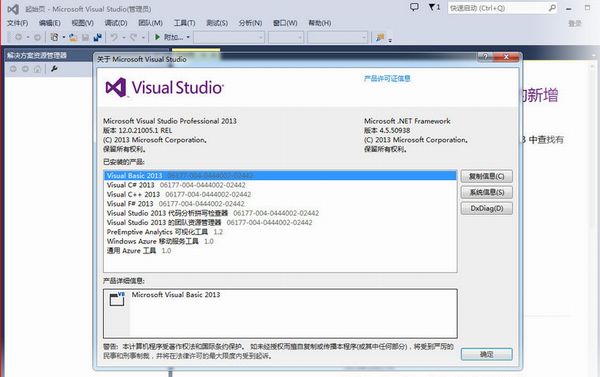 起始页 - Microsoft Visual Studio(管理员)
1
快速启动 (Ctrl+Q)
文件(F) 编辑(E) 视图(V) 调试(D) 团队(M) 工具(T) 测试(S) 分析(N) 窗口(W) 帮助(H)
登录
附加...
解决方案资源管理器
关于 Microsoft Visual Studio
Visual Studio
产品许可证信息
的新增
Microsoft Visual Studio Professional 2013
版本 12.0.21005.1 REL
(C) 2013 Microsoft Corporation.
保留所有权利。
Microsoft .NET Framework
版本 4.5.50938
(C) 2013 Microsoft Corporation.
保留所有权利。
3 中查找有
已安装的产品:
Visual Basic 2013 06177-004-0444002-02442
Visual C# 2013 06177-004-0444002-02442
Visual C++ 2013 06177-004-0444002-02442
Visual F# 2013 06177-004-0444002-02442
Visual Studio 2013 代码分析拼写检查器 06177-004-0444002-02442
Visual Studio 2013 的团队资源管理器 06177-004-0444002-02442
PreEmptive Analytics 可视化工具 1.2
Windows Azure 移动服务工具 1.0
通用 Azure 工具 1.0
复制信息(C)
系统信息(S)
DxDiag(D)
产品详细信息:
VB
Microsoft Visual Basic 2013
警告: 本计算机程序受著作权法和国际条约保护。如未经授权而擅自复制或传播本程序(或其中任何部分)，将受到严厉的
民事和刑事制裁，并将在法律许可的最大限度内受到起诉。
确定